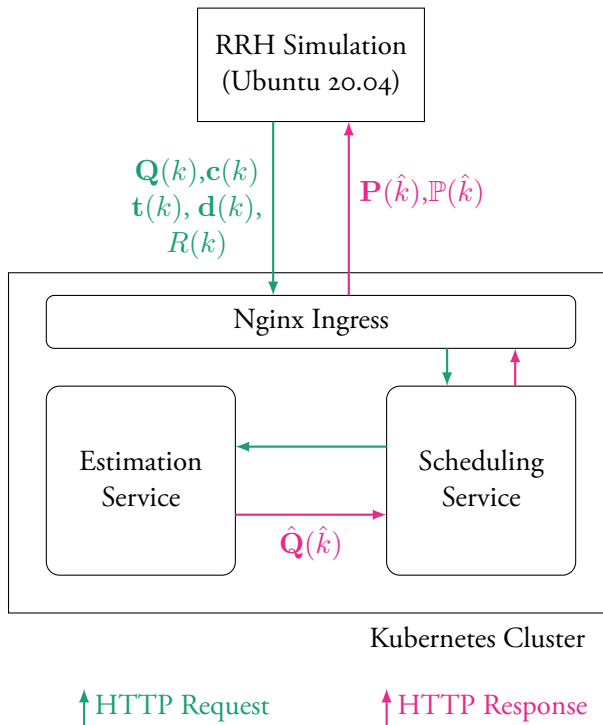 RRH Simulation
(Ubuntu 20.04)
𝐐(k),𝐜(k)
𝐭(k), 𝐝(k),
R(k)
𝐏(k̂),ℙ(k̂)
Nginx Ingress
Estimation
Service
Scheduling
Service
𝐐̂(k̂)
Kubernetes Cluster
HTTP Request
HTTP Response